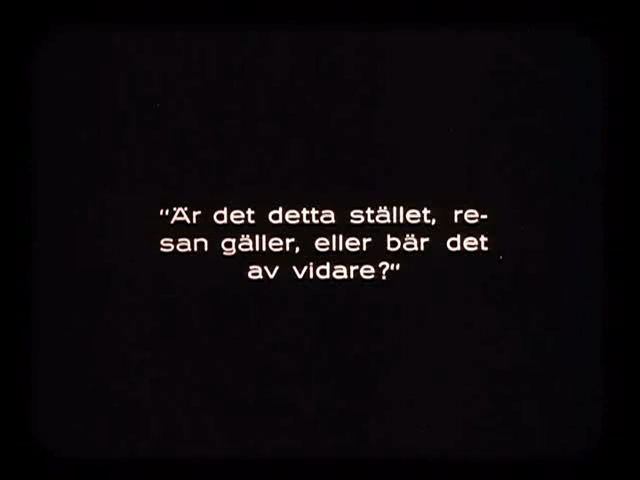 "Är det detta stället, re-
san gäller, eller bär det
av vidare?"